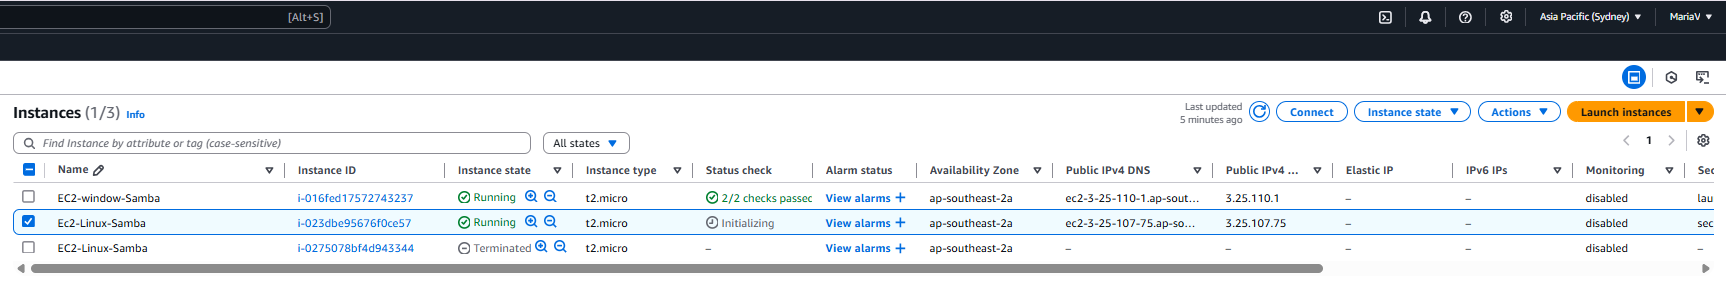 [Alt+S]
Asia Pacific (Sydney)
MariaV
Instances (1/3) Info
Last updated
5 minutes ago
Connect
Instance state
Actions
Launch instances
Find Instance by attribute or tag (case-sensitive)
All states
1
Name Instance ID Instance state Instance type Status check Alarm status Availability Zone Public IPv4 DNS Public IPv4 ... Elastic IP IPv6 IPs Monitoring Sec
EC2-window-Samba i-016fed17572743237 Running t2.micro 2/2 checks passec View alarms + ap-southeast-2a ec2-3-25-110-1.ap-sout... 3.25.110.1 – – disabled lau
Ec2-Linux-Samba i-023dbe95676f0ce57 Running t2.micro Initializing View alarms + ap-southeast-2a ec2-3-25-107-75.ap-so... 3.25.107.75 – – disabled sec
EC2-Linux-Samba i-0275078bf4d943344 Terminated t2.micro – View alarms + ap-southeast-2a – – – – disabled –